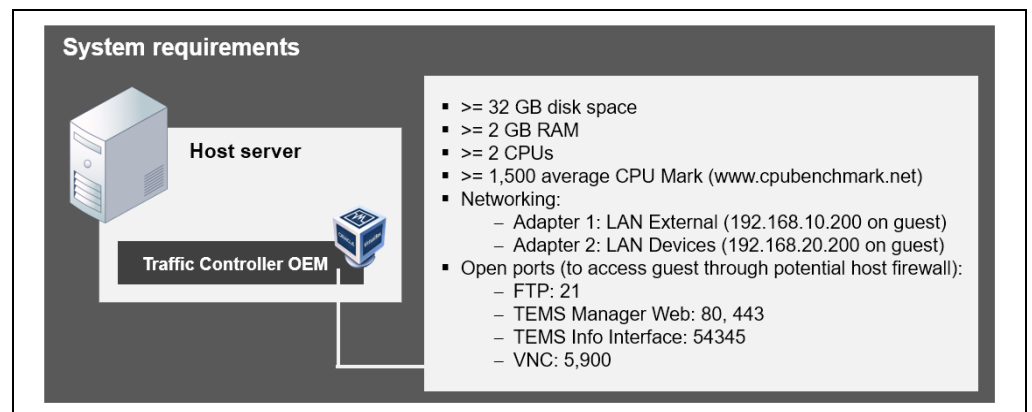 System requirements
Host server
Traffic Controller OEM
▪ >= 32 GB disk space
▪ >= 2 GB RAM
▪ >= 2 CPUs
▪ >= 1,500 average CPU Mark (www.cpubenchmark.net)
▪ Networking:
– Adapter 1: LAN External (192.168.10.200 on guest)
– Adapter 2: LAN Devices (192.168.20.200 on guest)
▪ Open ports (to access guest through potential host firewall):
– FTP: 21
– TEMS Manager Web: 80, 443
– TEMS Info Interface: 54345
– VNC: 5,900